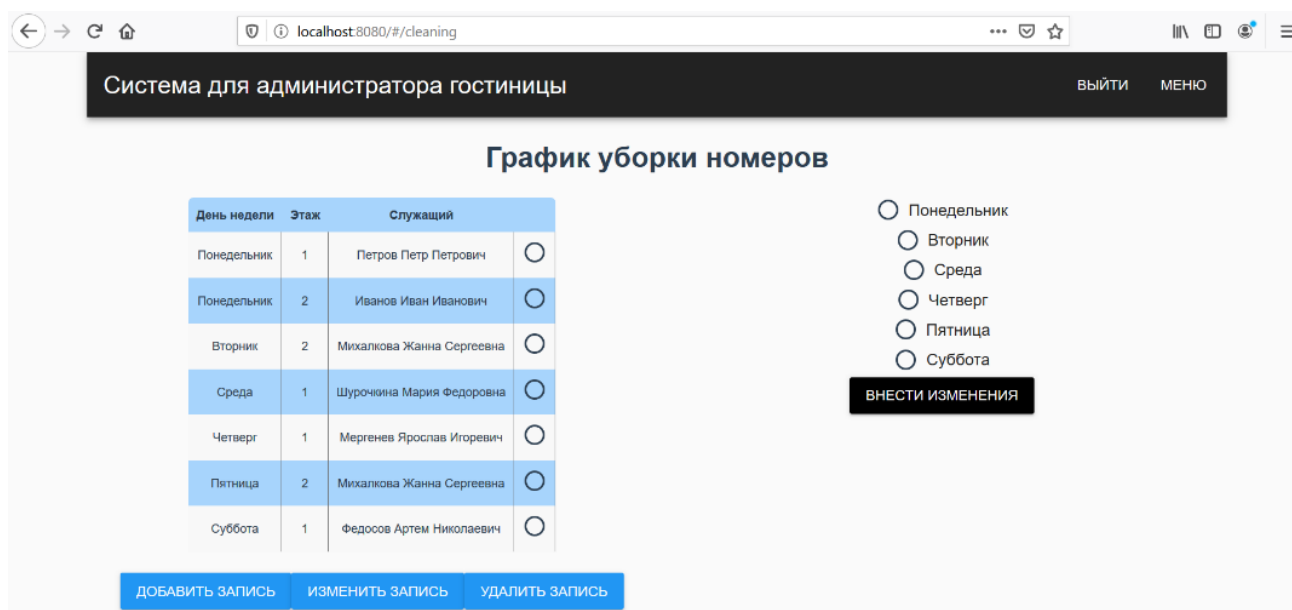 localhost:8080/#/cleaning
Система для администратора гостиницы ВЫЙТИ МЕНЮ
График уборки номеров
День недели Этаж Служащий
Понедельник 1 Петров Петр Петрович
Понедельник 2 Иванов Иван Иванович
Вторник 2 Михалкова Жанна Сергеевна
Среда 1 Шурочкина Мария Федоровна
Четверг 1 Мергенев Ярослав Игоревич
Пятница 2 Михалкова Жанна Сергеевна
Суббота 1 Федосов Артем Николаевич
ДОБАВИТЬ ЗАПИСЬ ИЗМЕНИТЬ ЗАПИСЬ УДАЛИТЬ ЗАПИСЬ
Понедельник
Вторник
Среда
Четверг
Пятница
Суббота
ВНЕСТИ ИЗМЕНЕНИЯ